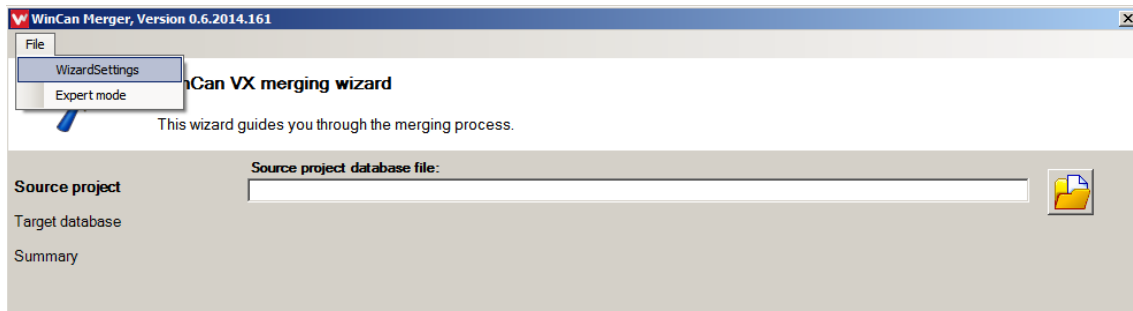 WinCan Merger, Version 0.6.2014.161
File
WizardSettings
Expert mode
VX merging wizard
This wizard guides you through the merging process.
Source project database file:
Source project
Target database
Summary